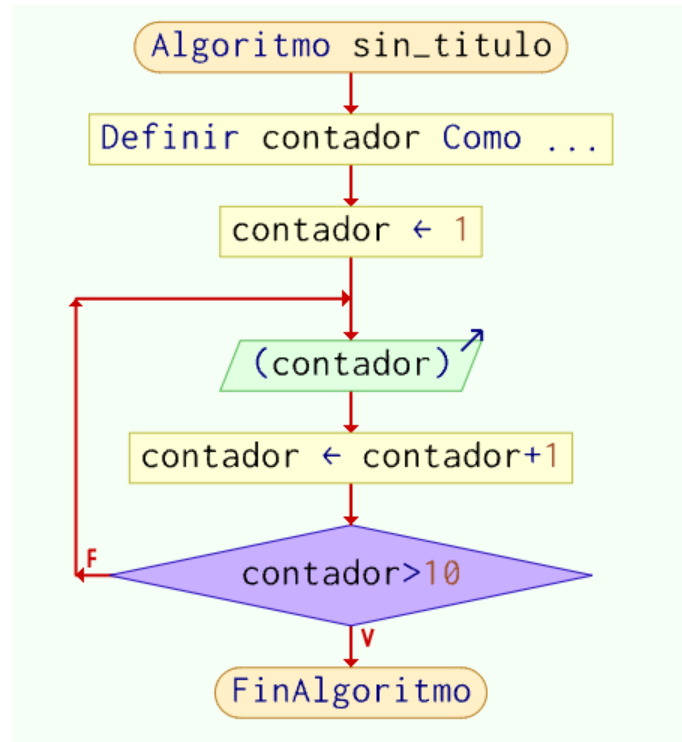 Algoritmo sin_titulo
Definir contador Como ...
contador ← 1
(contador)
contador ← contador+1
contador>10
F
V
FinAlgoritmo